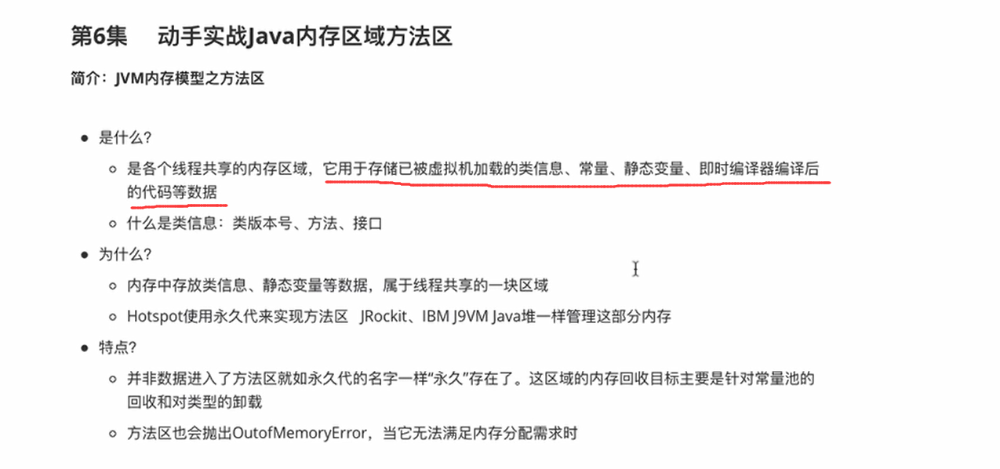 第6集 动手实战Java内存区域方法区
简介：JVM内存模型之方法区
是什么?
是各个线程共享的内存区域，它用于存储已被虚拟机加载的类信息、常量、静态变量、即时编译器编译后
的代码等数据
什么是类信息：类版本号、方法、接口
为什么?
内存中存放类信息、静态变量等数据，属于线程共享的一块区域
Hotspot使用永久代来实现方法区 JRockit、IBM J9VM Java堆一样管理这部分内存
特点?
并非数据进入了方法区就如永久代的名字一样“永久”存在了。这区域的内存回收目标主要是针对常量池的
回收和对类型的卸载
方法区也会抛出OutofMemoryError，当它无法满足内存分配需求时